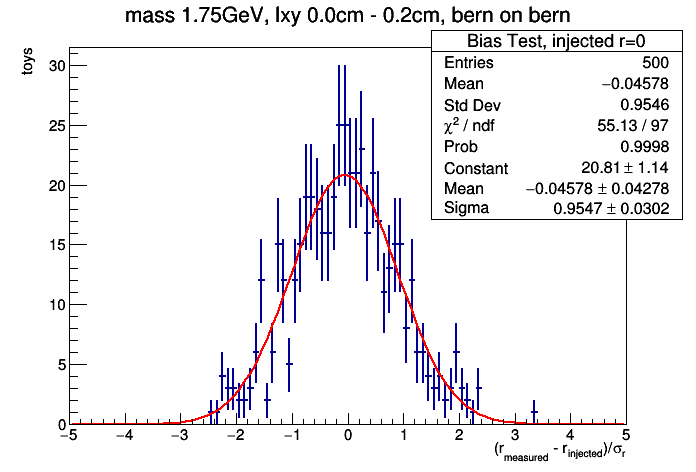 mass 1.75GeV, lxy 0.0cm - 0.2cm, bern on bern
Bias Test, injected r=0
Entries 500
Mean −0.04578
Std Dev 0.9546
χ² / ndf 55.13 / 97
Prob 0.9998
Constant 20.81 ± 1.14
Mean −0.04578 ± 0.04278
Sigma 0.9547 ± 0.0302
toys
30
25
20
15
10
5
0
−5 −4 −3 −2 −1 0 1 2 3 4 5
(r_measured - r_injected)/σ_r